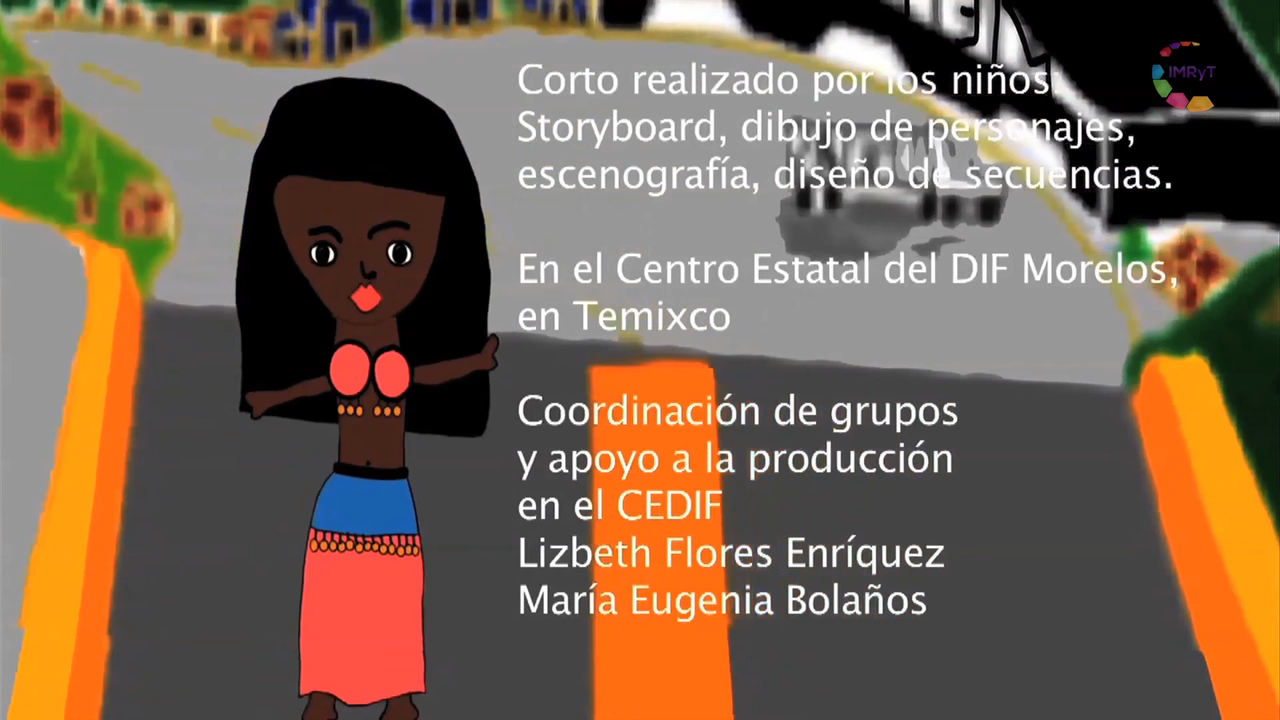 IMRyT
Corto realizado por los niños:
Storyboard, dibujo de personajes,
escenografía, diseño de secuencias.
En el Centro Estatal del DIF Morelos,
en Temixco
Coordinación de grupos
y apoyo a la producción
en el CEDIF
Lizbeth Flores Enríquez
María Eugenia Bolaños